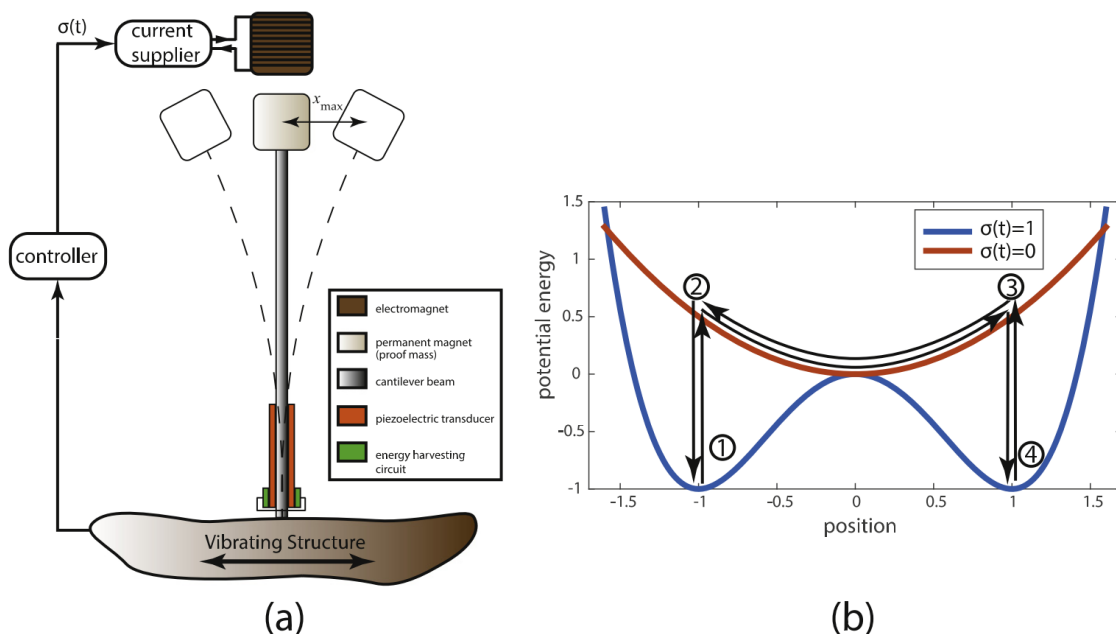 σ(t)
current
supplier
x max
controller
electromagnet
permanent magnet
(proof mass)
cantilever beam
piezoelectric transducer
energy harvesting
circuit
Vibrating Structure
(a)
1.5
1
0.5
0
-0.5
-1
potential energy
σ(t)=1
σ(t)=0
2
3
1
4
-1.5
-1
-0.5
0
0.5
1
1.5
position
(b)